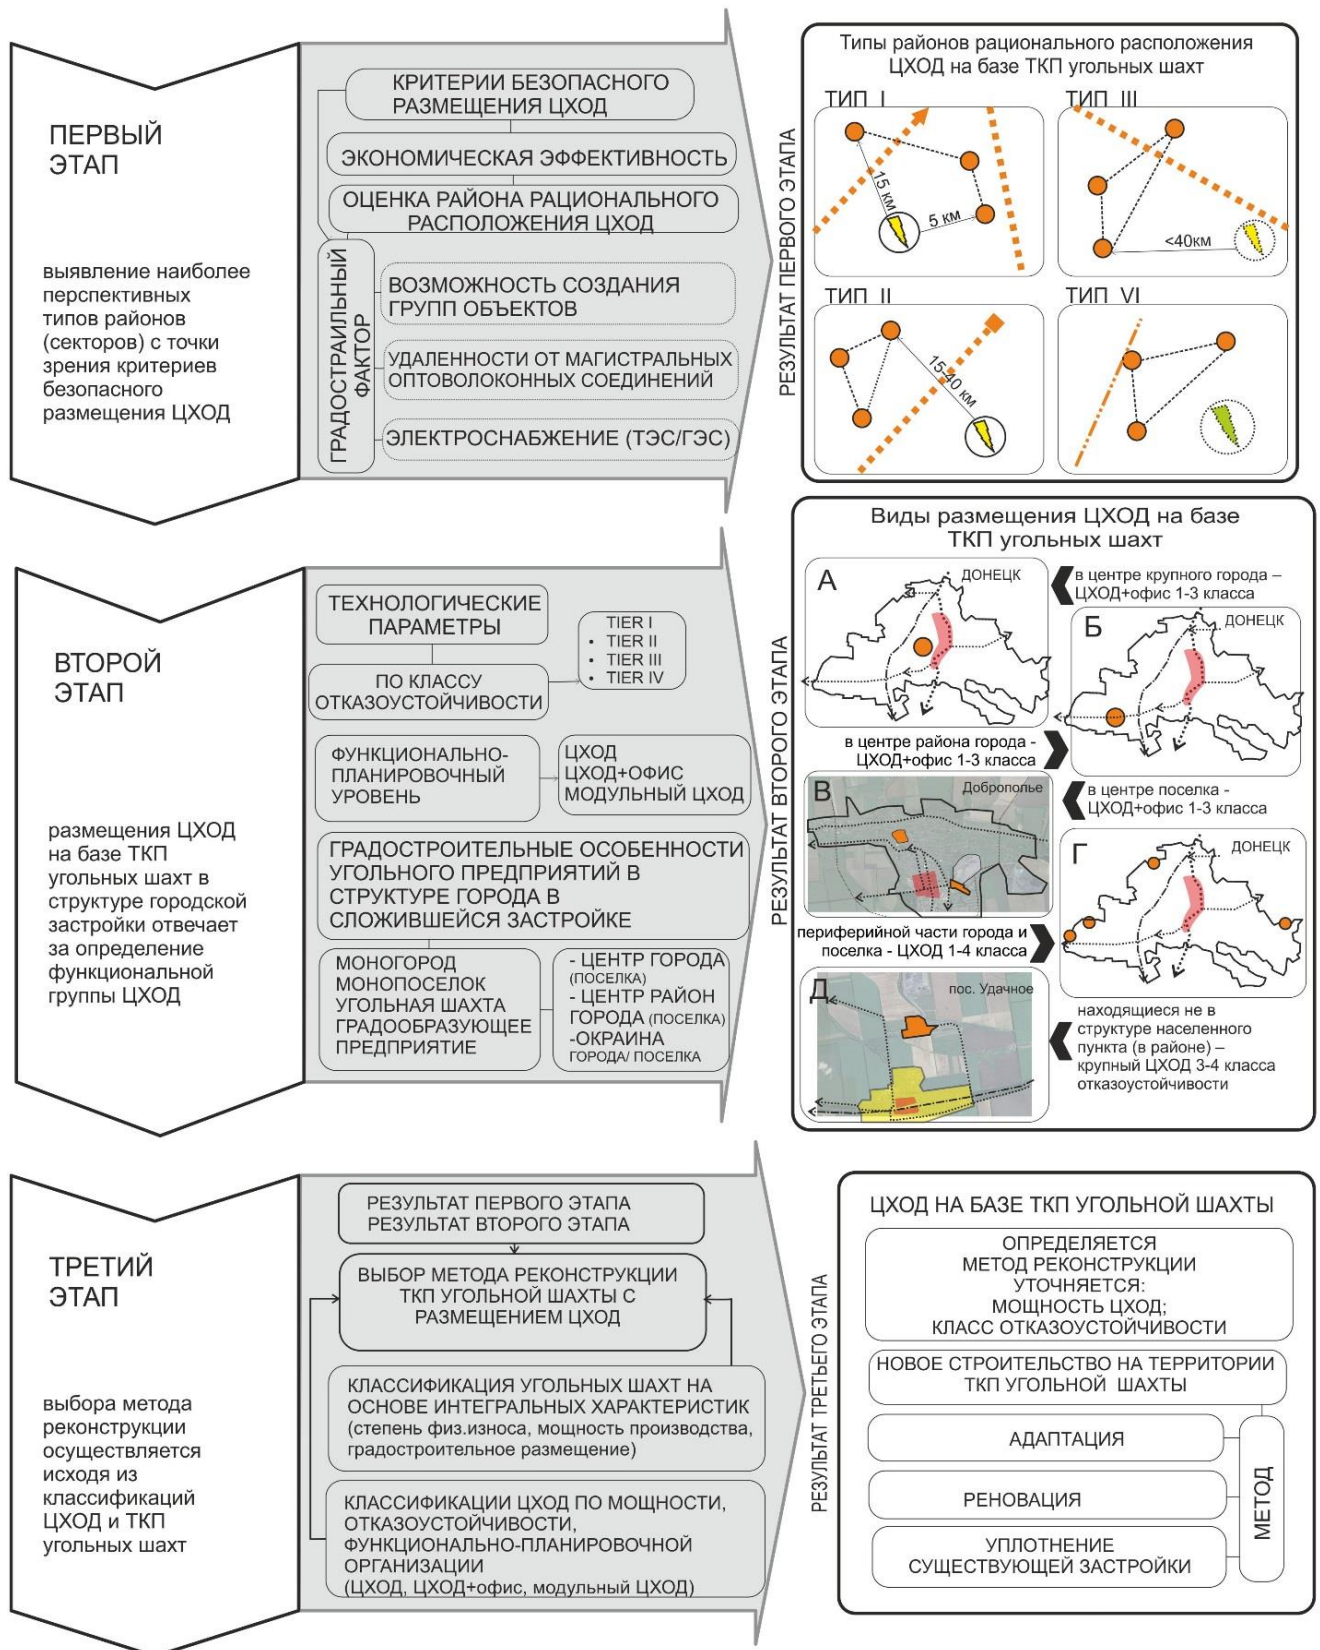 ПЕРВЫЙ
ЭТАП
выявление наиболее
перспективных
типов районов
(секторов) с точки
зрения критериев
безопасного
размещения ЦХОД
КРИТЕРИИ БЕЗОПАСНОГО
РАЗМЕЩЕНИЯ ЦХОД
ЭКОНОМИЧЕСКАЯ ЭФФЕКТИВНОСТЬ
ОЦЕНКА РАЙОНА РАЦИОНАЛЬНОГО
РАСПОЛОЖЕНИЯ ЦХОД
ГРАДОСТРАИЛЬНЫЙ
ФАКТОР
ВОЗМОЖНОСТЬ СОЗДАНИЯ
ГРУПП ОБЪЕКТОВ
УДАЛЕННОСТИ ОТ МАГИСТРАЛЬНЫХ
ОПТОВОЛОКОННЫХ СОЕДИНЕНИЙ
ЭЛЕКТРОСНАБЖЕНИЕ (ТЭС/ГЭС)
РЕЗУЛЬТАТ ПЕРВОГО ЭТАПА
Типы районов рационального расположения
ЦХОД на базе ТКП угольных шахт
ТИП I
15 км
5 км
ТИП III
<40км
ТИП II
15-40 км
ТИП VI
ВТОРОЙ
ЭТАП
размещения ЦХОД
на базе ТКП
угольных шахт в
структуре городской
застройки отвечает
за определение
функциональной
группы ЦХОД
ТЕХНОЛОГИЧЕСКИЕ
ПАРАМЕТРЫ
ПО КЛАССУ
ОТКАЗОУСТОЙЧИВОСТИ
TIER I
• TIER II
• TIER III
• TIER IV
ФУНКЦИОНАЛЬНО-
ПЛАНИРОВОЧНЫЙ
УРОВЕНЬ
ЦХОД
ЦХОД+ОФИС
МОДУЛЬНЫЙ ЦХОД
ГРАДОСТРОИТЕЛЬНЫЕ ОСОБЕННОСТИ
УГОЛЬНОГО ПРЕДПРИЯТИЙ В
СТРУКТУРЕ ГОРОДА В
СЛОЖИВШЕЙСЯ ЗАСТРОЙКЕ
МОНОГОРОД
МОНОПОСЕЛОК
УГОЛЬНАЯ ШАХТА
ГРАДООБРАЗУЮЩЕЕ
ПРЕДПРИЯТИЕ
- ЦЕНТР ГОРОДА
(ПОСЕЛКА)
- ЦЕНТР РАЙОН
ГОРОДА (ПОСЕЛКА)
-ОКРАИНА
ГОРОДА/ ПОСЕЛКА
РЕЗУЛЬТАТ ВТОРОГО ЭТАПА
Виды размещения ЦХОД на базе
ТКП угольных шахт
А
ДОНЕЦК
в центре крупного города –
ЦХОД+офис 1-3 класса
Б
ДОНЕЦК
в центре района города -
ЦХОД+офис 1-3 класса
В
Доброполье
в центре поселка -
ЦХОД+офис 1-3 класса
Г
ДОНЕЦК
периферийной части города и
поселка - ЦХОД 1-4 класса
Д
пос. Удачное
находящиеся не в
структуре населенного
пункта (в районе) –
крупный ЦХОД 3-4 класса
отказоустойчивости
ТРЕТИЙ
ЭТАП
выбора метода
реконструкции
осуществляется
исходя из
классификаций
ЦХОД и ТКП
угольных шахт
РЕЗУЛЬТАТ ПЕРВОГО ЭТАПА
РЕЗУЛЬТАТ ВТОРОГО ЭТАПА
ВЫБОР МЕТОДА РЕКОНСТРУКЦИИ
ТКП УГОЛЬНОЙ ШАХТЫ С
РАЗМЕЩЕНИЕМ ЦХОД
КЛАССИФИКАЦИЯ УГОЛЬНЫХ ШАХТ НА
ОСНОВЕ ИНТЕГРАЛЬНЫХ ХАРАКТЕРИСТИК
(степень физ.износа, мощность производства,
градостроительное размещение)
КЛАССИФИКАЦИИ ЦХОД ПО МОЩНОСТИ,
ОТКАЗОУСТОЙЧИВОСТИ,
ФУНКЦИОНАЛЬНО-ПЛАНИРОВОЧНОЙ
ОРГАНИЗАЦИИ
(ЦХОД, ЦХОД+офис, модульный ЦХОД)
РЕЗУЛЬТАТ ТРЕТЬЕГО ЭТАПА
ЦХОД НА БАЗЕ ТКП УГОЛЬНОЙ ШАХТЫ
ОПРЕДЕЛЯЕТСЯ
МЕТОД РЕКОНСТРУКЦИИ
УТОЧНЯЕТСЯ:
МОЩНОСТЬ ЦХОД;
КЛАСС ОТКАЗОУСТОЙЧИВОСТИ
НОВОЕ СТРОИТЕЛЬСТВО НА ТЕРРИТОРИИ
ТКП УГОЛЬНОЙ ШАХТЫ
АДАПТАЦИЯ
РЕНОВАЦИЯ
УПЛОТНЕНИЕ
СУЩЕСТВУЮЩЕЙ ЗАСТРОЙКИ
МЕТОД